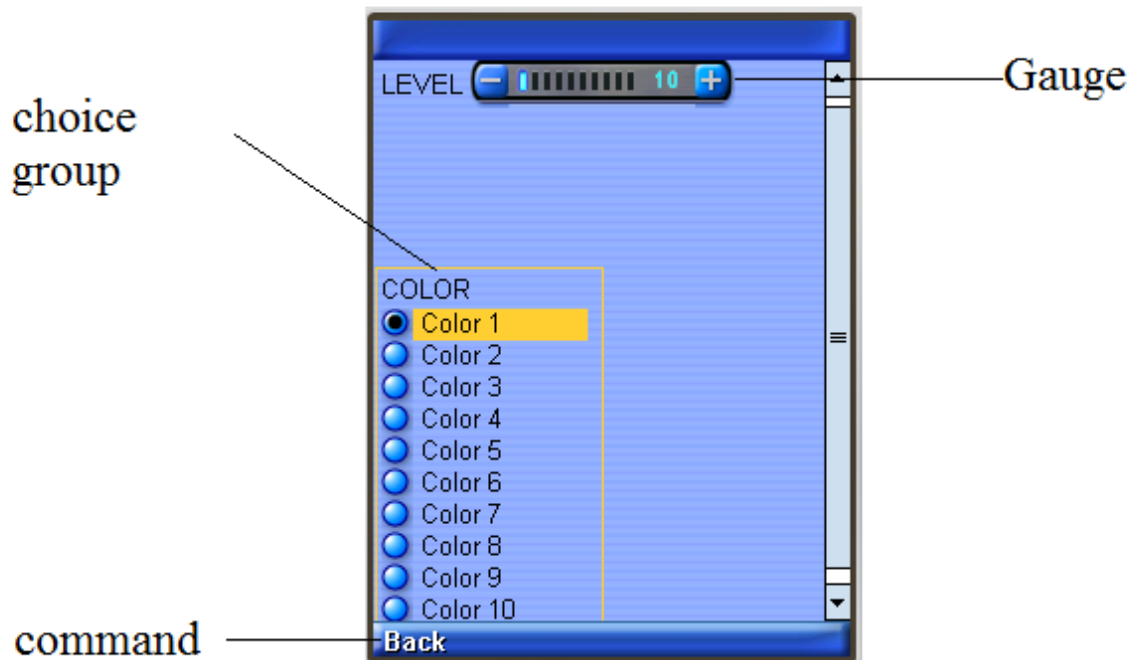 LEVEL
10
Gauge
choice
group
COLOR
Color 1
Color 2
Color 3
Color 4
Color 5
Color 6
Color 7
Color 8
Color 9
Color 10
command
Back